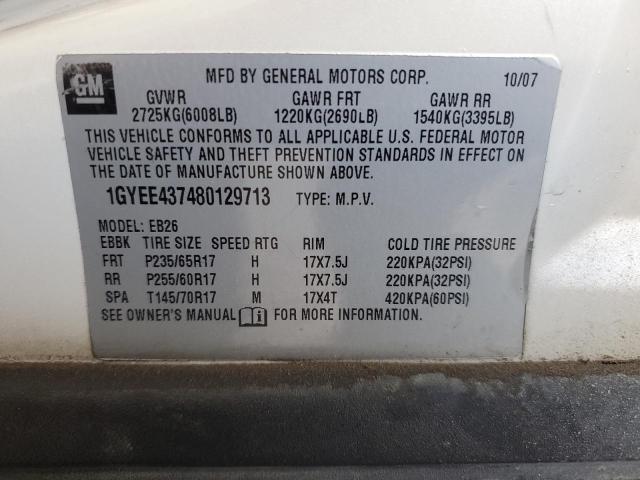 GM
MFD BY GENERAL MOTORS CORP. 10/07
GVWR GAWR FRT GAWR RR
2725KG(6008LB) 1220KG(2690LB) 1540KG(3395LB)
THIS VEHICLE CONFORMS TO ALL APPLICABLE U.S. FEDERAL MOTOR
VEHICLE SAFETY AND THEFT PREVENTION STANDARDS IN EFFECT ON
THE DATE OF MANUFACTURE SHOWN ABOVE.
1GYEE437480129713 TYPE: M.P.V.
MODEL: EB26
EBBK TIRE SIZE SPEED RTG RIM COLD TIRE PRESSURE
FRT P235/65R17 H 17X7.5J 220KPA(32PSI)
RR P255/60R17 H 17X7.5J 220KPA(32PSI)
SPA T145/70R17 M 17X4T 420KPA(60PSI)
SEE OWNER'S MANUAL i FOR MORE INFORMATION.